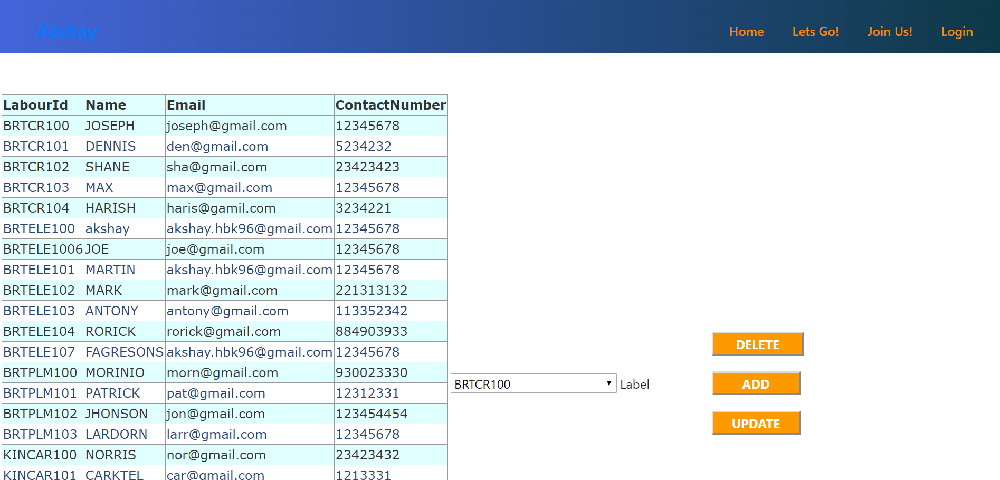 Akshay Home Lets Go! Join Us! Login
LabourId Name Email ContactNumber
BRTCR100 JOSEPH joseph@gmail.com 12345678
BRTCR101 DENNIS den@gmail.com 5234232
BRTCR102 SHANE sha@gmail.com 23423423
BRTCR103 MAX max@gmail.com 12345678
BRTCR104 HARISH haris@gamil.com 3234221
BRTELE100 akshay akshay.hbk96@gmail.com 12345678
BRTELE1006 JOE joe@gmail.com 12345678
BRTELE101 MARTIN akshay.hbk96@gmail.com 12345678
BRTELE102 MARK mark@gmail.com 221313132
BRTELE103 ANTONY antony@gmail.com 113352342
BRTELE104 RORICK rorick@gmail.com 884903933
BRTELE107 FAGRESONS akshay.hbk96@gmail.com 12345678
BRTPLM100 MORINIO morn@gmail.com 930023330
BRTPLM101 PATRICK pat@gmail.com 12312331
BRTPLM102 JHONSON jon@gmail.com 123454454
BRTPLM103 LARDORN larr@gmail.com 12345678
KINCAR100 NORRIS nor@gmail.com 23423432
KINCAR101 CARKTEL car@gmail.com 1213331
BRTCR100 Label
DELETE
ADD
UPDATE